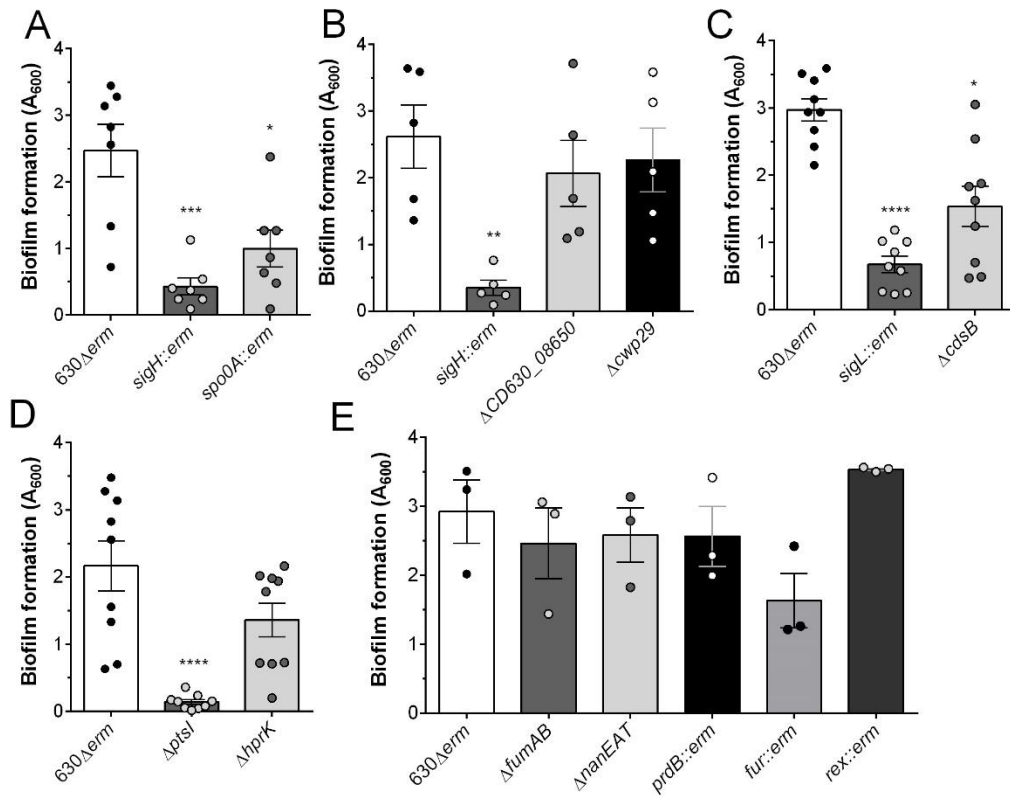 A
Biofilm formation (A600)
4
3
2
1
0
***
*
630Δerm
sigH::erm
spo0A::erm
B
Biofilm formation (A600)
4
3
2
1
0
**
630Δerm
sigH::erm
ΔCD630_08650
Δcwp29
C
Biofilm formation (A600)
4
3
2
1
0
****
*
630Δerm
sigL::erm
ΔcdsB
D
Biofilm formation (A600)
4
3
2
1
0
****
630Δerm
ΔptsI
ΔhprK
E
Biofilm formation (A600)
4
3
2
1
0
630Δerm
ΔfumAB
ΔnanEAT
prdB::erm
fur::erm
rex::erm